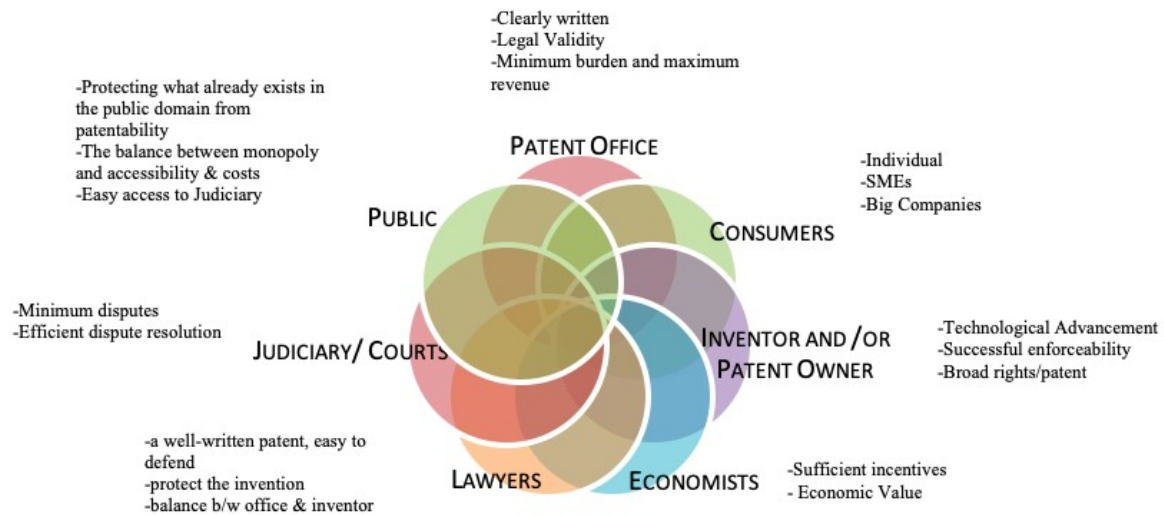 -Clearly written
-Legal Validity
-Minimum burden and maximum
revenue
-Protecting what already exists in
the public domain from
patentability
-The balance between monopoly
and accessibility & costs
-Easy access to Judiciary
PATENT OFFICE
-Individual
-SMEs
-Big Companies
PUBLIC
CONSUMERS
-Minimum disputes
-Efficient dispute resolution
JUDICIARY/ COURTS
INVENTOR AND /OR
PATENT OWNER
-Technological Advancement
-Successful enforceability
-Broad rights/patent
-a well-written patent, easy to
defend
-protect the invention
-balance b/w office & inventor
LAWYERS
ECONOMISTS
-Sufficient incentives
- Economic Value